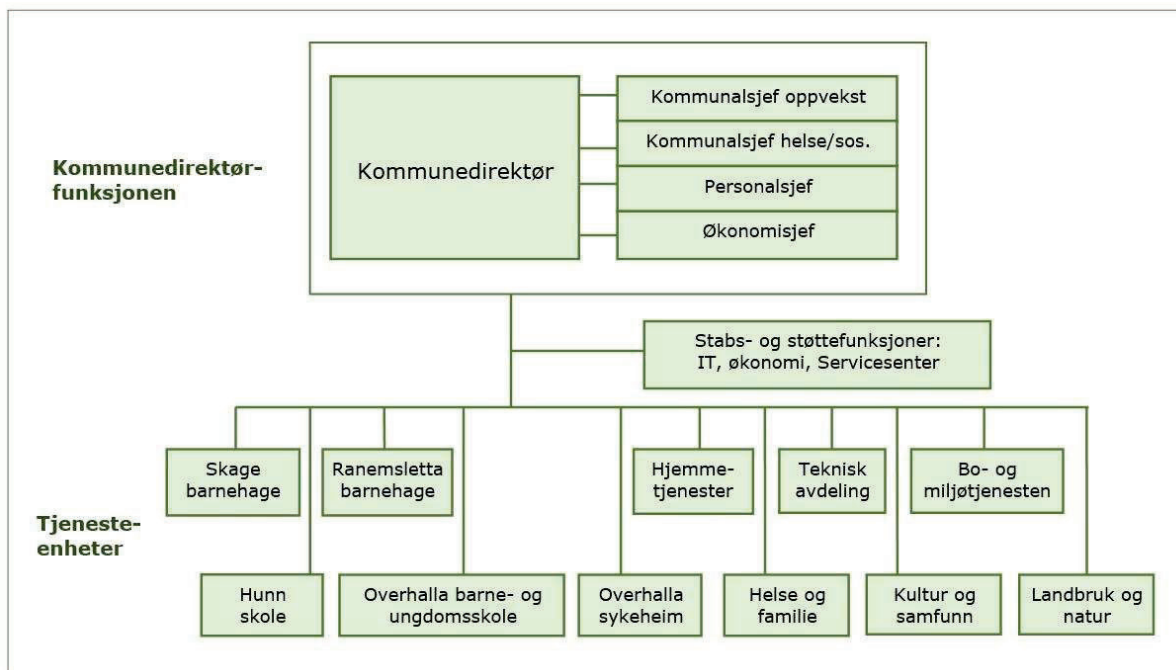 Kommunedirektør-
funksjonen
Kommunedirektør
Kommunalsjef oppvekst
Kommunalsjef helse/sos.
Personalsjef
Økonomisjef
Stabs- og støttefunksjoner:
IT, økonomi, Servicesenter
Tjeneste-
enheter
Skage
barnehage
Ranemsletta
barnehage
Hjemme-
tjenester
Teknisk
avdeling
Bo- og
miljøtjenesten
Hunn
skole
Overhalla barne- og
ungdomsskole
Overhalla
sykeheim
Helse og
familie
Kultur og
samfunn
Landbruk og
natur